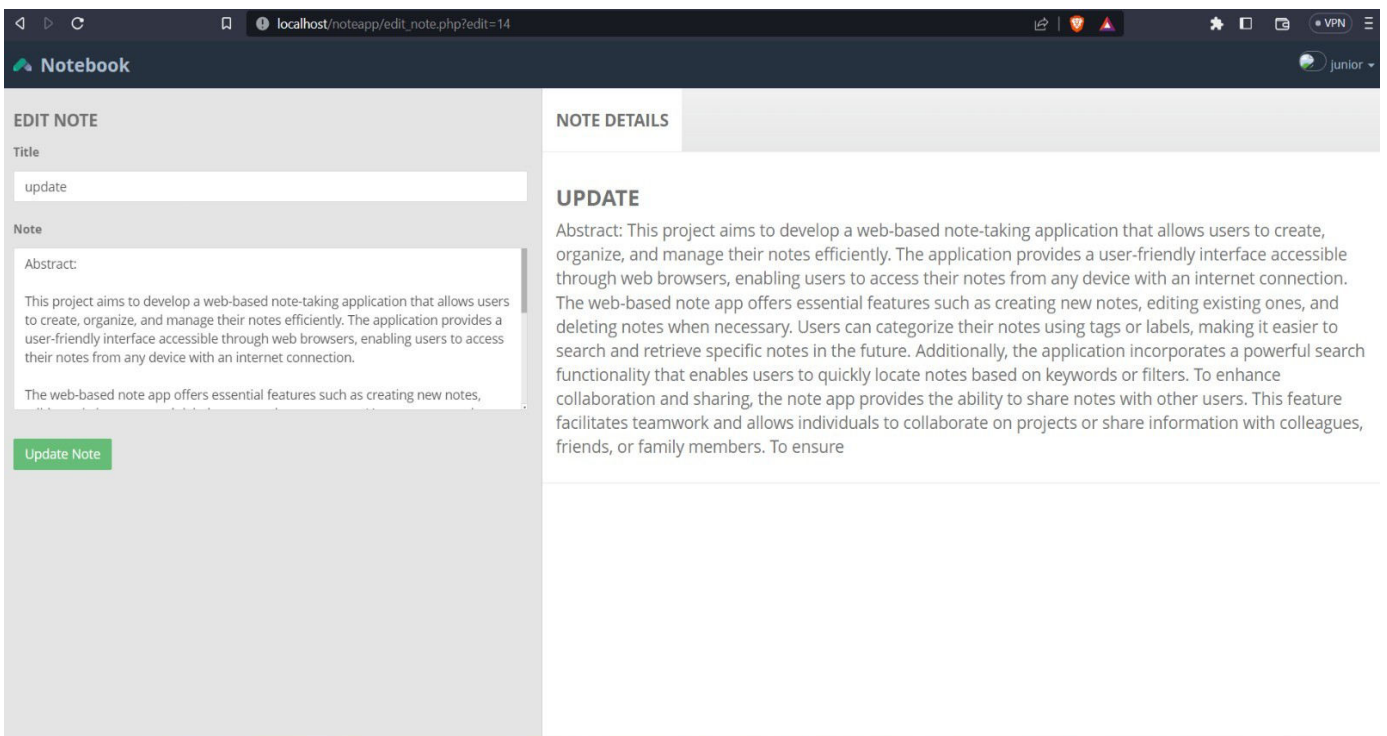 localhost/noteapp/edit_note.php?edit=14
VPN
Notebook
junior
EDIT NOTE
Title
update
Note
Abstract:
This project aims to develop a web-based note-taking application that allows users
to create, organize, and manage their notes efficiently. The application provides a
user-friendly interface accessible through web browsers, enabling users to access
their notes from any device with an internet connection.
The web-based note app offers essential features such as creating new notes,
Update Note
NOTE DETAILS
UPDATE
Abstract: This project aims to develop a web-based note-taking application that allows users to create,
organize, and manage their notes efficiently. The application provides a user-friendly interface accessible
through web browsers, enabling users to access their notes from any device with an internet connection.
The web-based note app offers essential features such as creating new notes, editing existing ones, and
deleting notes when necessary. Users can categorize their notes using tags or labels, making it easier to
search and retrieve specific notes in the future. Additionally, the application incorporates a powerful search
functionality that enables users to quickly locate notes based on keywords or filters. To enhance
collaboration and sharing, the note app provides the ability to share notes with other users. This feature
facilitates teamwork and allows individuals to collaborate on projects or share information with colleagues,
friends, or family members. To ensure